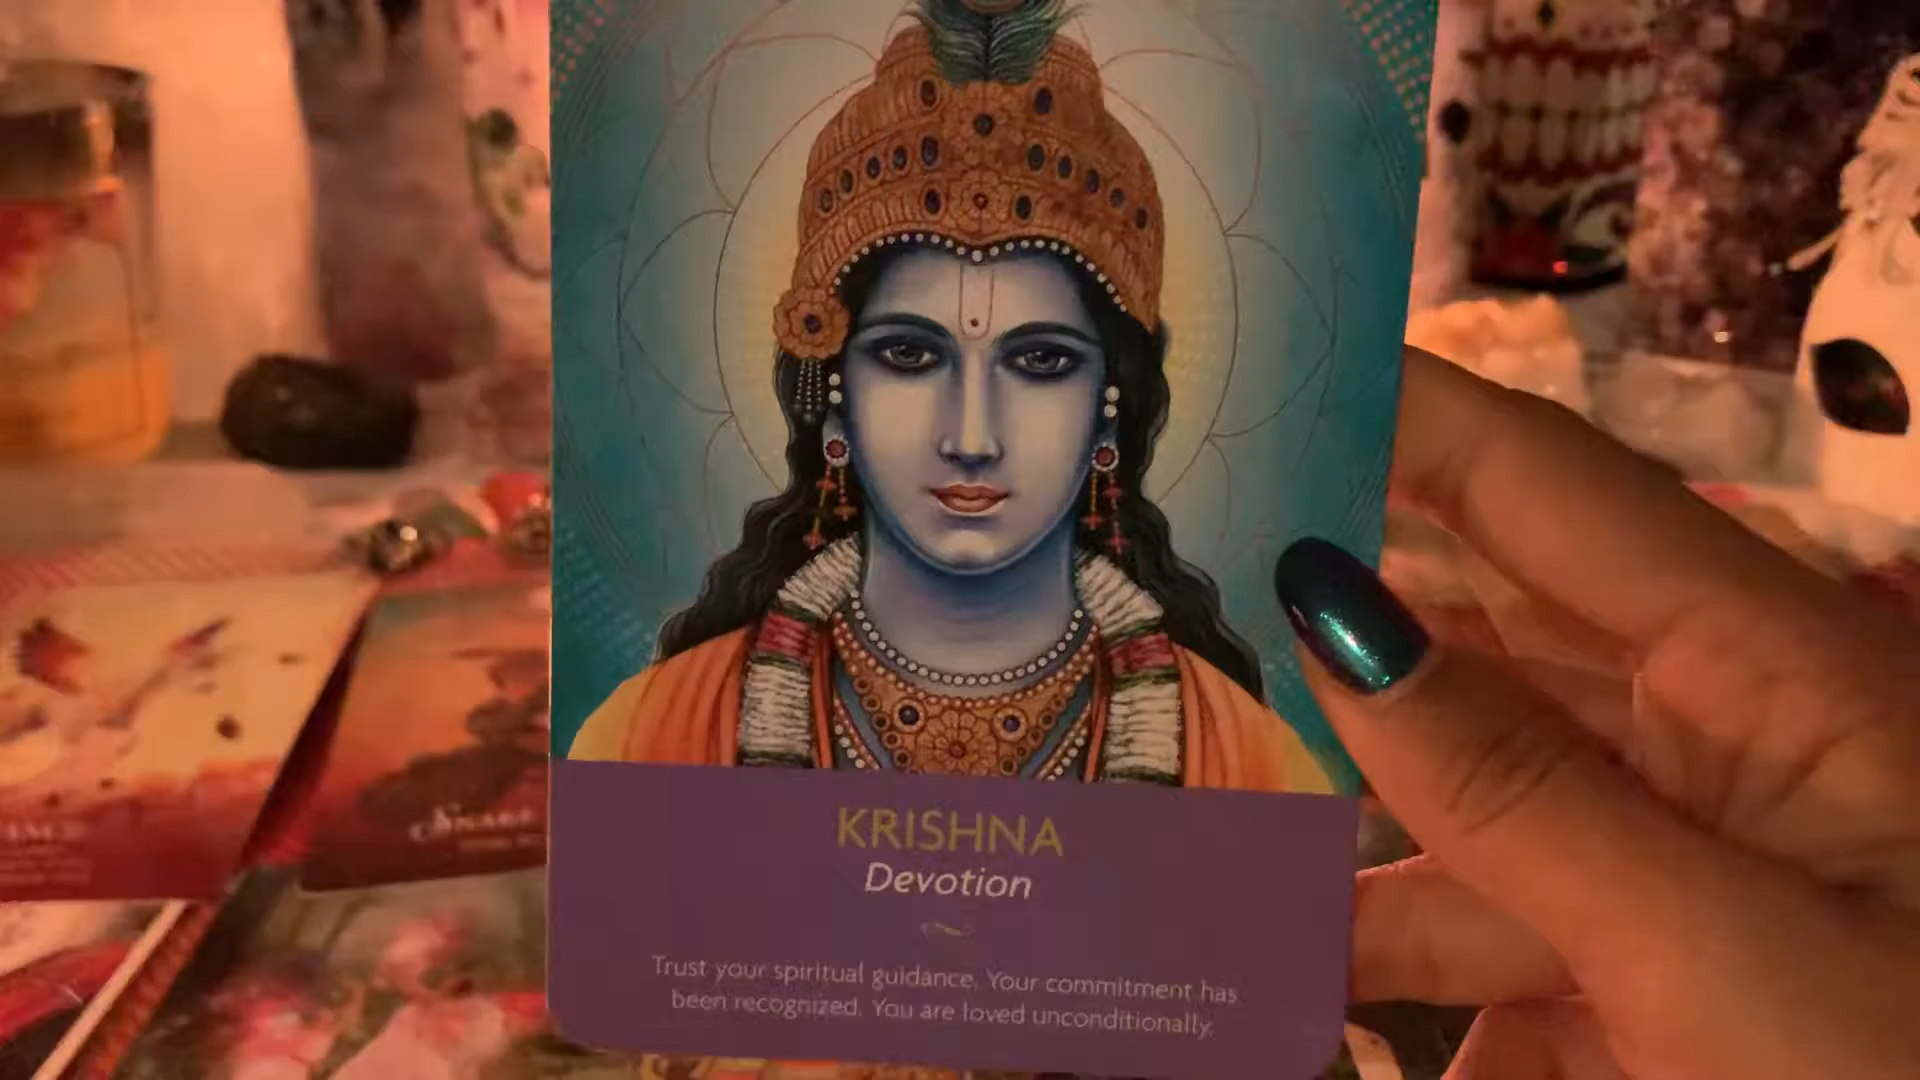 KRISHNA
Devotion
Trust your spiritual guidance. Your commitment has
been recognized. You are loved unconditionally.